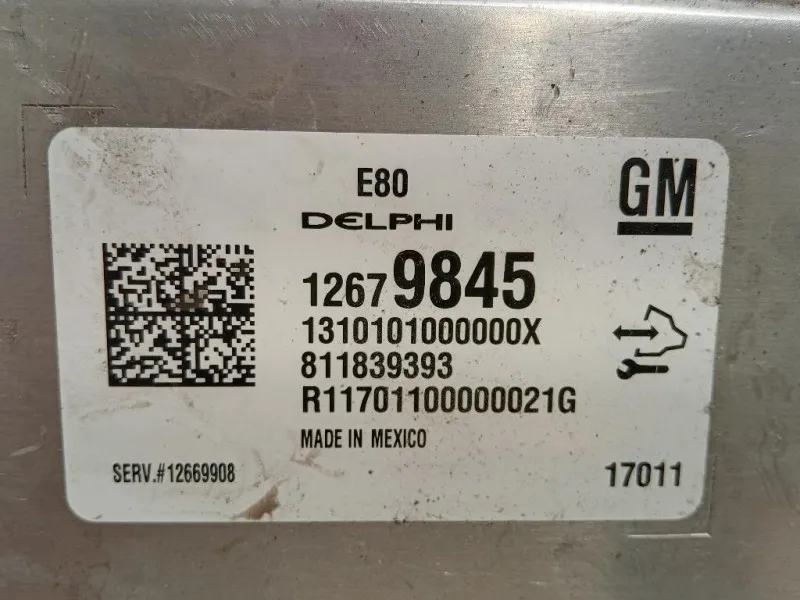 E80
GM
DELPHI
12679845
1310101000000X
811839393
R11701100000021G
MADE IN MEXICO
SERV.#12669908
17011